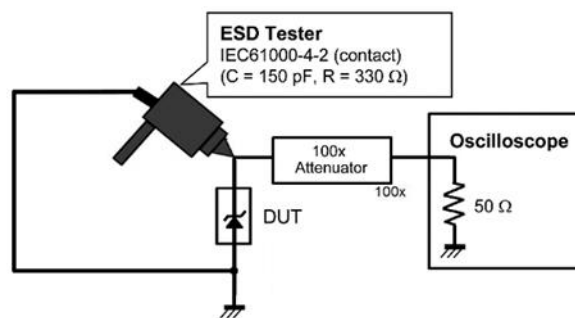 ESD Tester
IEC61000-4-2 (contact)
(C = 150 pF, R = 330 Ω)
100x
Attenuator
100x
Oscilloscope
50 Ω
DUT